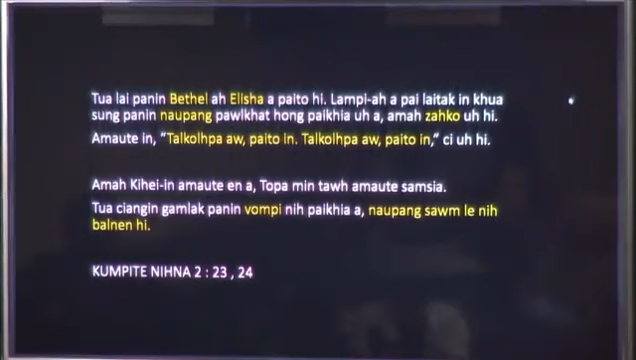 Tua lai panin Bethel ah Elisha a paito hi. Lampi-ah a pai laitak in khua
sung panin naupang pawlkhat hong paikhia uh a, amah zahko uh hi.
Amaute in, "Talkolhpa aw, paito in. Talkolhpa aw, paito in," ci uh hi.
Amah Kihei-in amaute en a, Topa min tawh amaute samsia.
Tua ciangin gamlak panin vompi nih paikhia a, naupang sawm le nih
balnen hi.
KUMPITE NIHNA 2 : 23 , 24